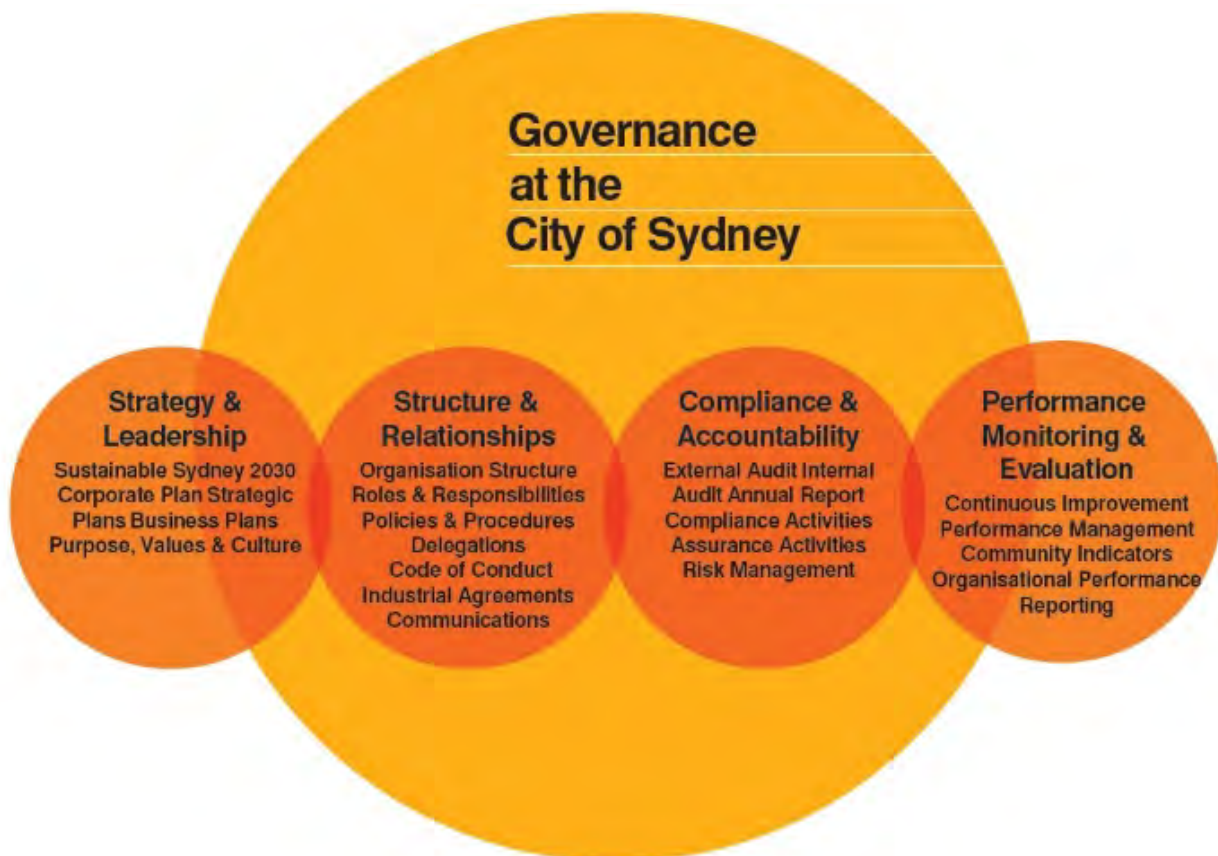 Governance
at the
City of Sydney
Strategy &
Leadership
Sustainable Sydney 2030
Corporate Plan Strategic
Plans Business Plans
Purpose, Values & Culture
Structure &
Relationships
Organisation Structure
Roles & Responsibilities
Policies & Procedures
Delegations
Code of Conduct
Industrial Agreements
Communications
Compliance &
Accountability
External Audit Internal
Audit Annual Report
Compliance Activities
Assurance Activities
Risk Management
Performance
Monitoring &
Evaluation
Continuous Improvement
Performance Management
Community Indicators
Organisational Performance
Reporting